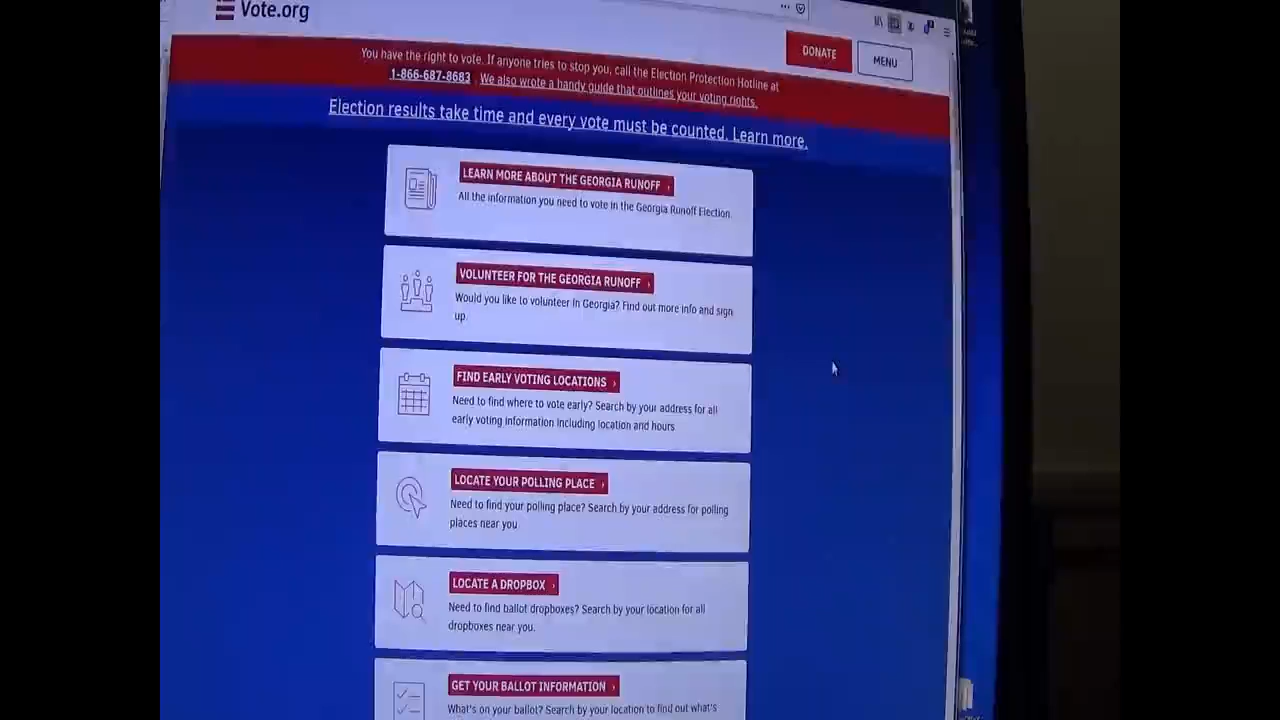 Vote.org
DONATE
MENU
You have the right to vote. If anyone tries to stop you, call the Election Protection Hotline at
1-866-687-8683 . We also wrote a handy guide that outlines your voting rights.
Election results take time and every vote must be counted. Learn more.
LEARN MORE ABOUT THE GEORGIA RUNOFF ›
All the information you need to vote in the Georgia Runoff Election.
VOLUNTEER FOR THE GEORGIA RUNOFF ›
Would you like to volunteer in Georgia? Find out more info and sign
up.
FIND EARLY VOTING LOCATIONS ›
Need to find where to vote early? Search by your address for all
early voting information including location and hours
LOCATE YOUR POLLING PLACE ›
Need to find your polling place? Search by your address for polling
places near you
LOCATE A DROPBOX ›
Need to find ballot dropboxes? Search by your location for all
dropboxes near you.
GET YOUR BALLOT INFORMATION ›
What's on your ballot? Search by your location to find out what's